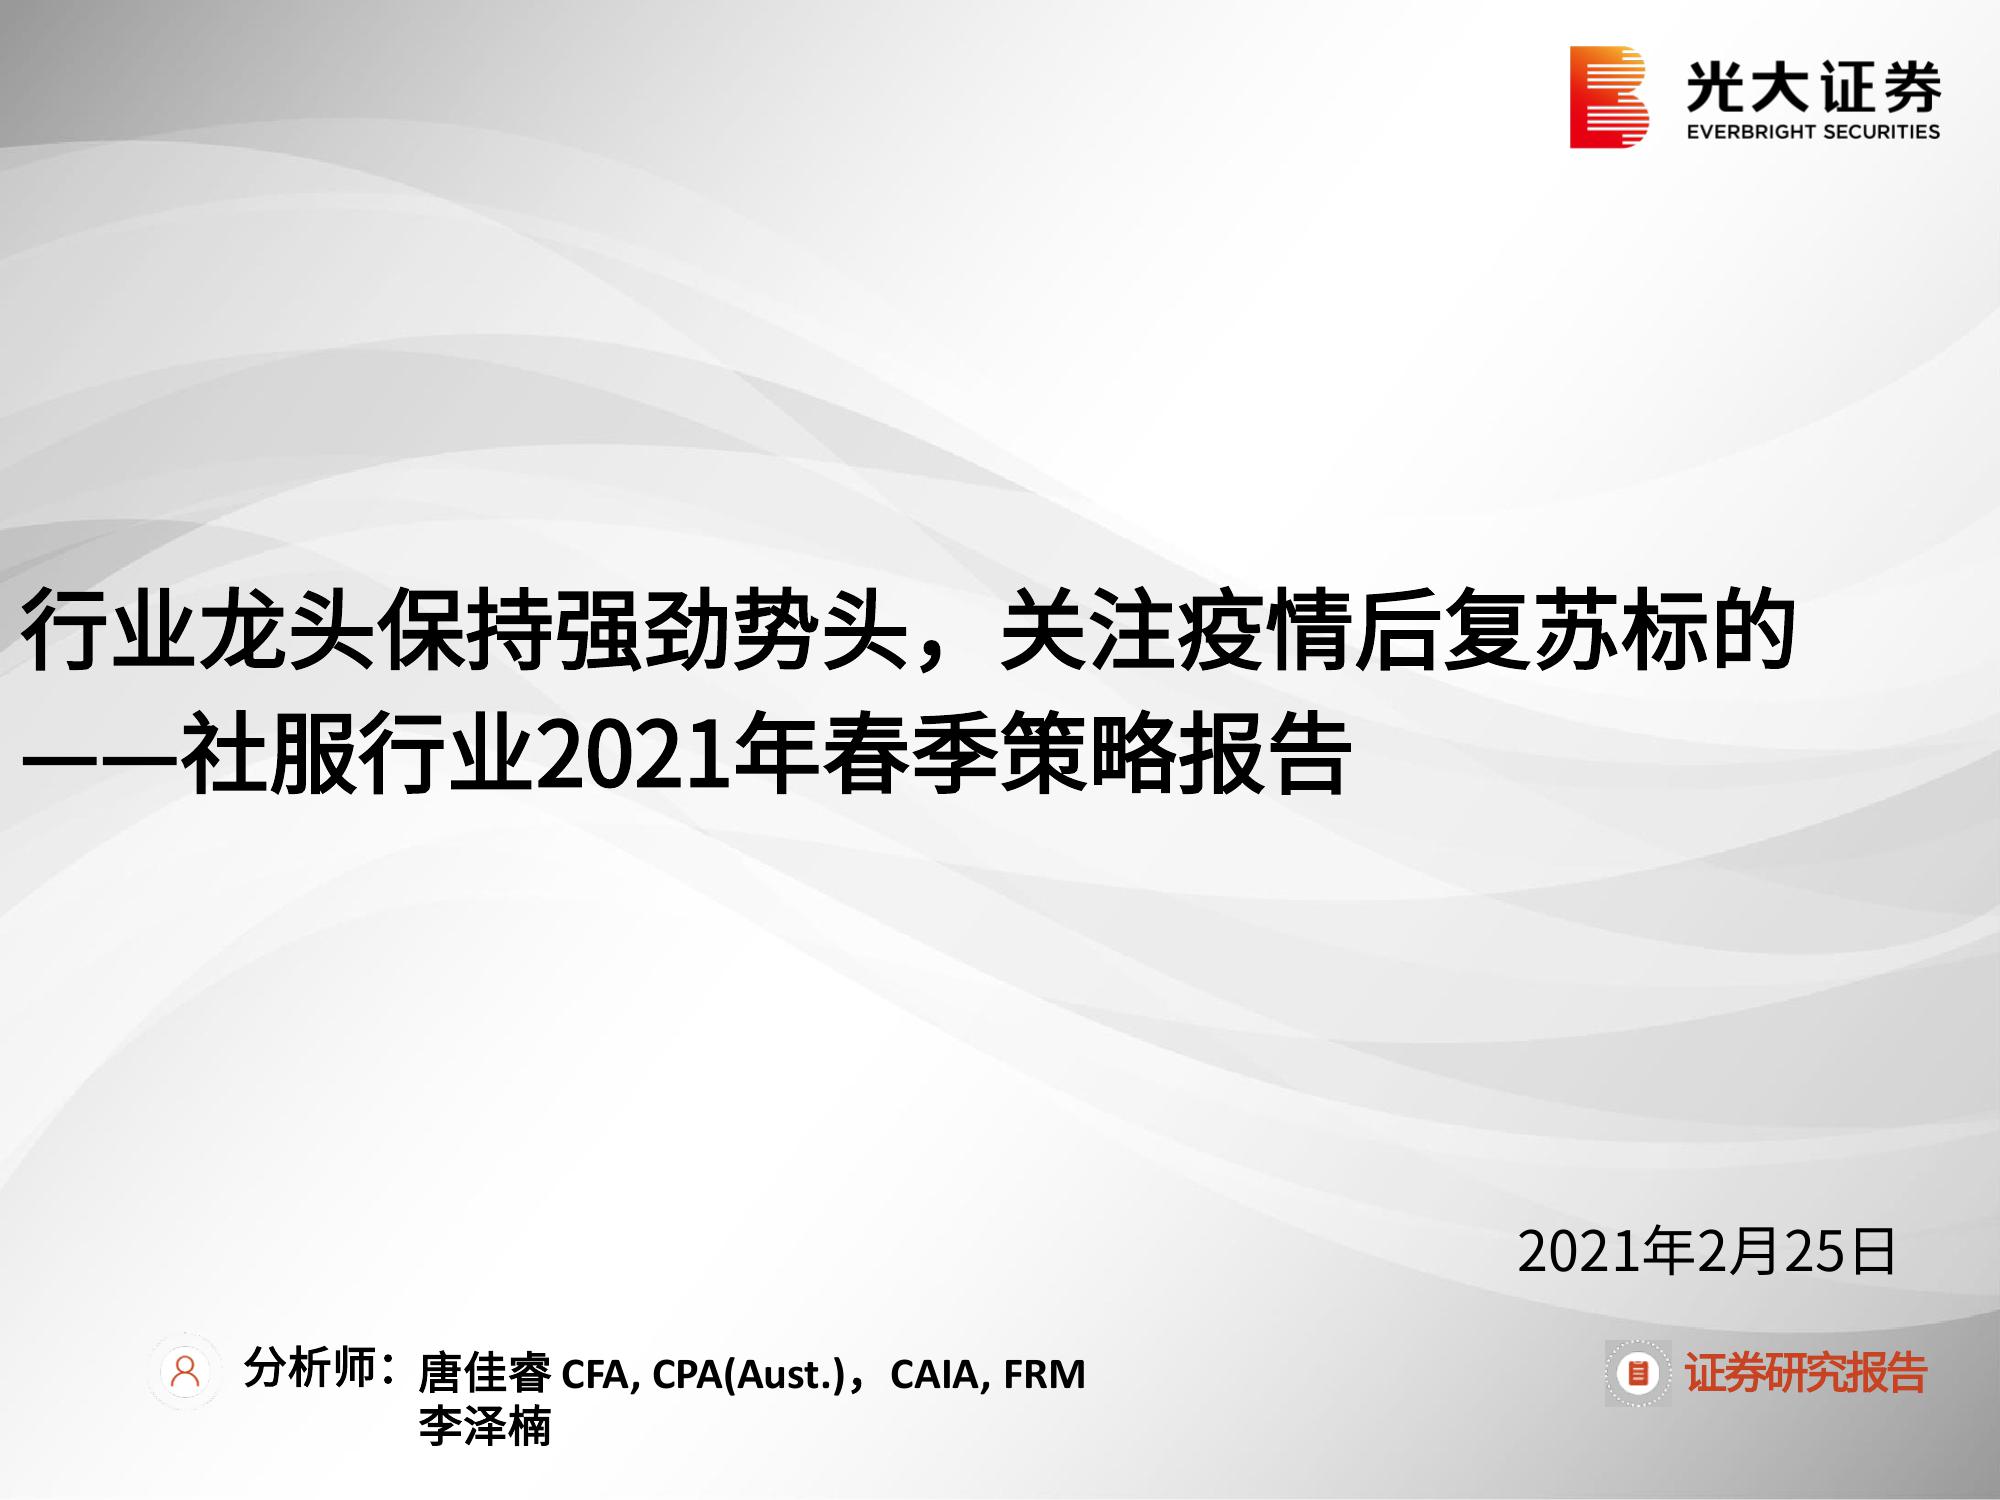 光大证券
EVERBRIGHT SECURITIES
行业龙头保持强劲势头，关注疫情后复苏标的
——社服行业2021年春季策略报告
2021年2月25日
分析师：唐佳睿 CFA, CPA(Aust.)，CAIA, FRM
李泽楠
证券研究报告